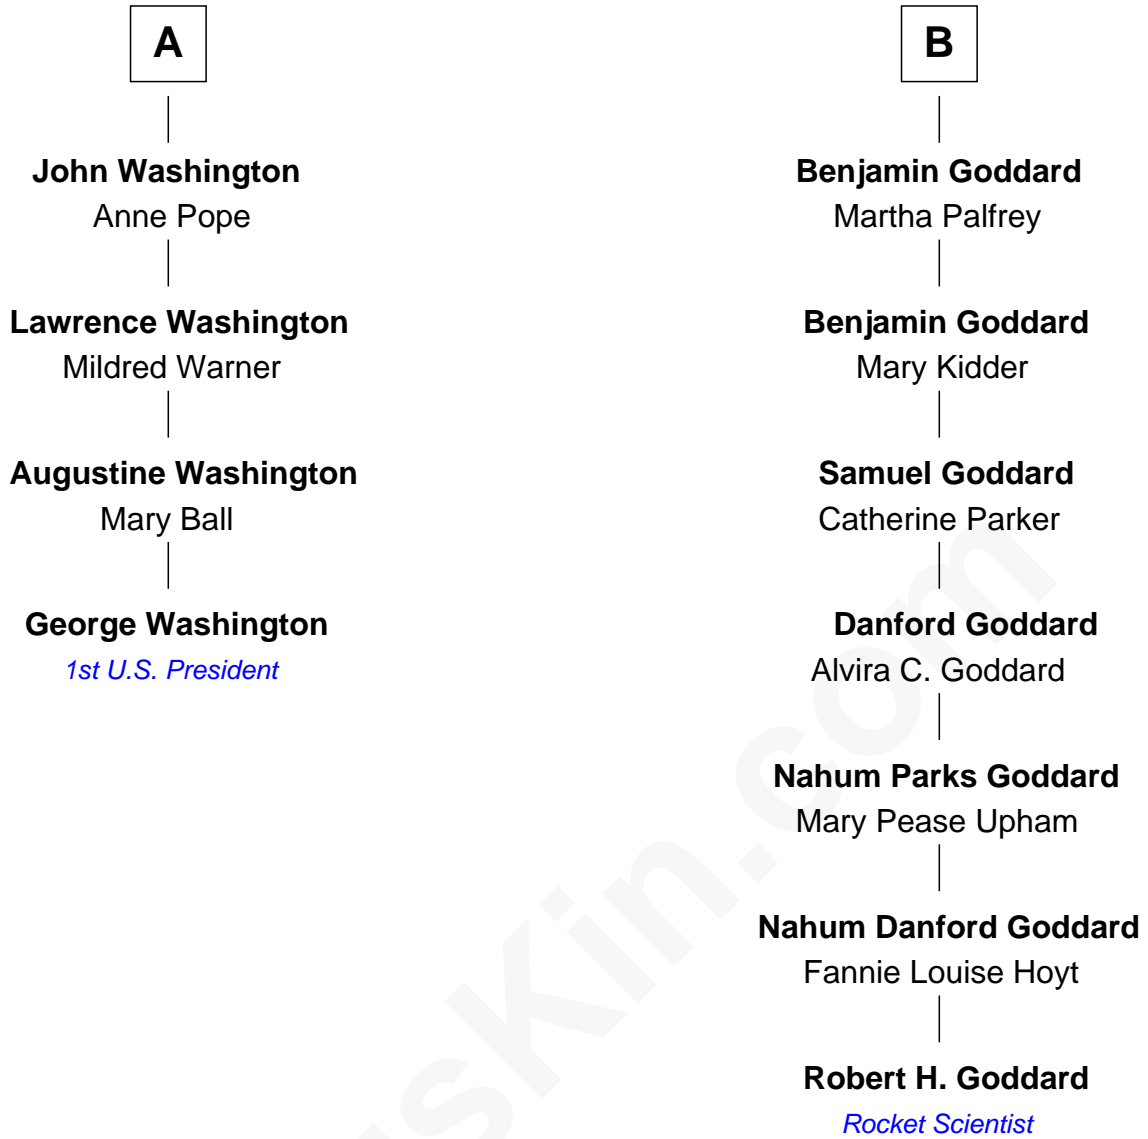 A
John Washington
Anne Pope
Lawrence Washington
Mildred Warner
Augustine Washington
Mary Ball
George Washington
1st U.S. President
B
Benjamin Goddard
Martha Palfrey
Benjamin Goddard
Mary Kidder
Samuel Goddard
Catherine Parker
Danford Goddard
Alvira C. Goddard
Nahum Parks Goddard
Mary Pease Upham
Nahum Danford Goddard
Fannie Louise Hoyt
Robert H. Goddard
Rocket Scientist